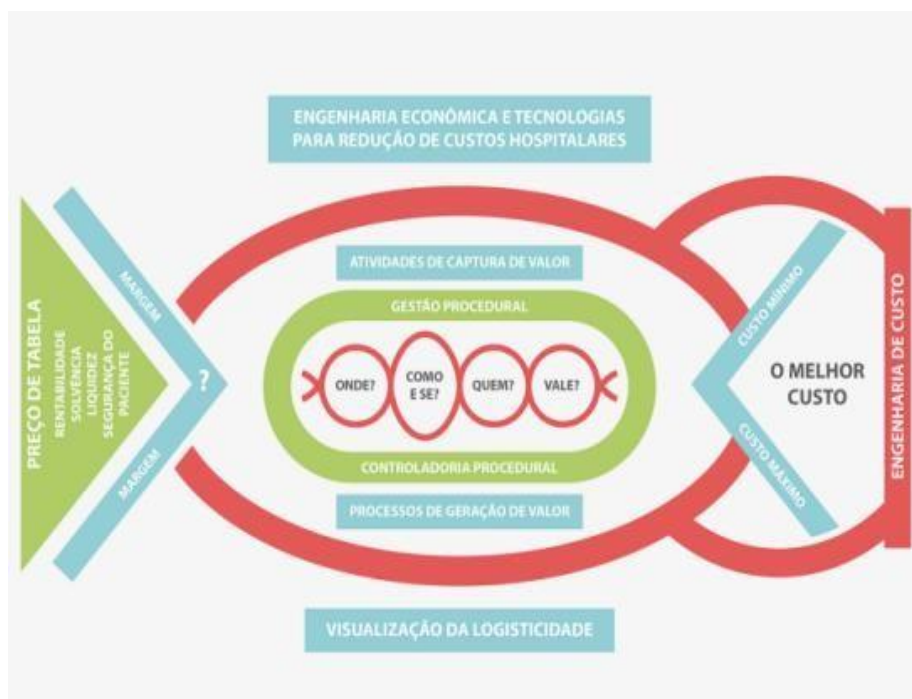 ENGENHARIA ECONÔMICA E TECNOLOGIAS
PARA REDUÇÃO DE CUSTOS HOSPITALARES
PREÇO DE TABELA
RENTABILIDADE
SOLVÊNCIA
LIQUIDEZ
SEGURANÇA DO
PACIENTE
MARGEM
?
MARGEM
ATIVIDADES DE CAPTURA DE VALOR
GESTÃO PROCEDURAL
ONDE?
COMO
E SE?
QUEM?
VALE?
CONTROLADORIA PROCEDURAL
PROCESSOS DE GERAÇÃO DE VALOR
CUSTO MÍNIMO
O MELHOR
CUSTO
CUSTO MÁXIMO
ENGENHARIA DE CUSTO
VISUALIZAÇÃO DA LOGISTICIDADE